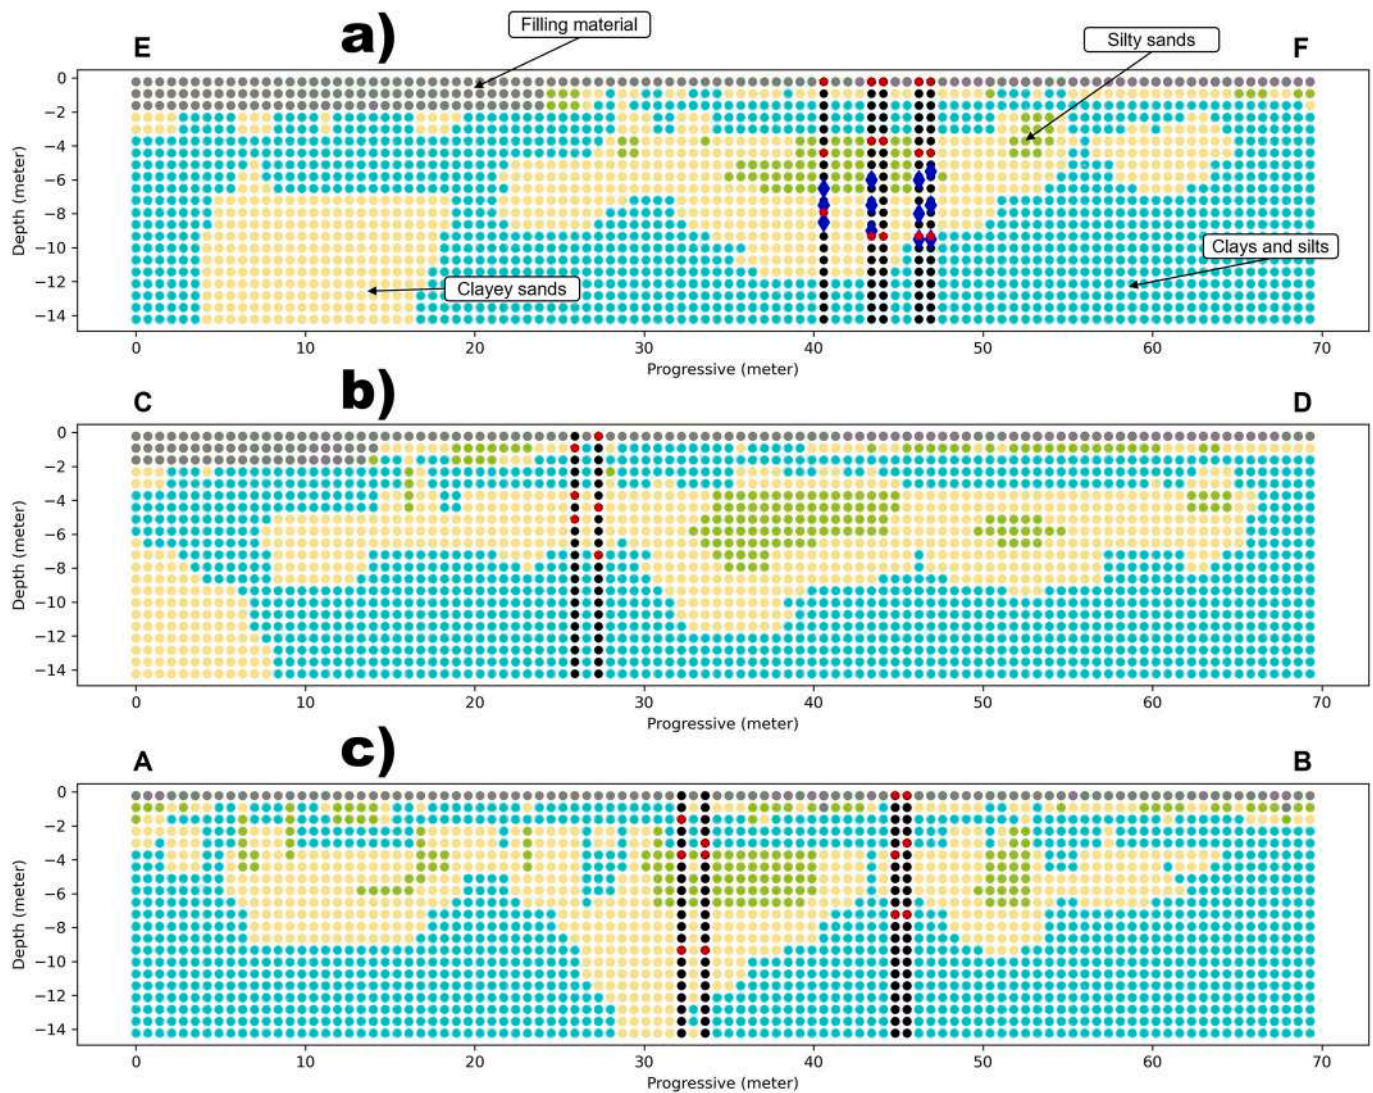 a)
E
Filling material
Silty sands
F
0
−2
−4
−6
−8
−10
−12
−14
Depth (meter)
Clays and silts
Clayey sands
0 10 20 30 40 50 60 70
Progressive (meter)
b)
C
D
0
−2
−4
−6
−8
−10
−12
−14
Depth (meter)
0 10 20 30 40 50 60 70
Progressive (meter)
c)
A
B
0
−2
−4
−6
−8
−10
−12
−14
Depth (meter)
0 10 20 30 40 50 60 70
Progressive (meter)